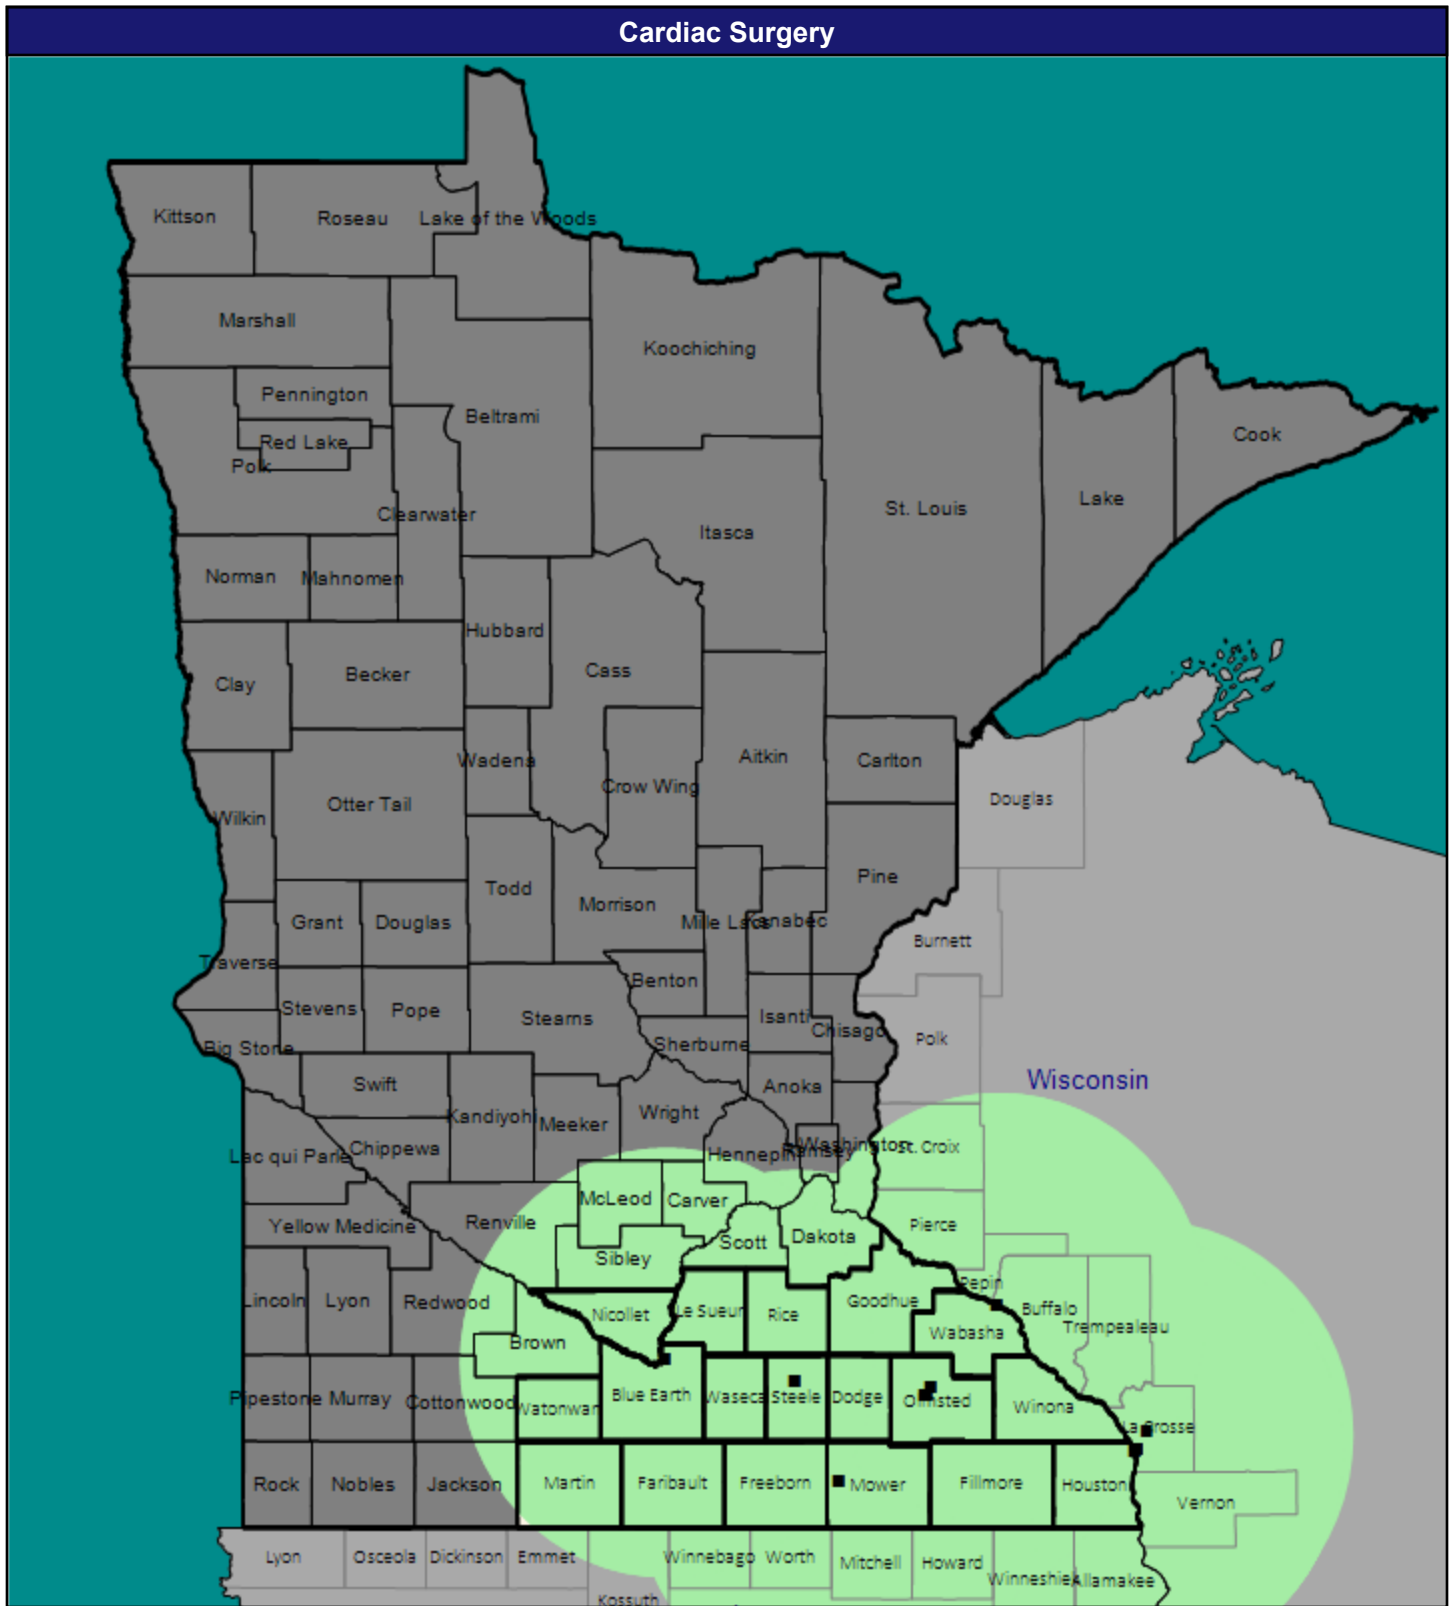 Cardiac Surgery
Kittson
Roseau
Lake of the Woods
Marshall
Koochiching
Pennington
Beltrami
Red Lake
Polk
Cook
Clearwater
St. Louis
Lake
Itasca
Norman
Mahnomen
Hubbard
Cass
Clay
Becker
Wadena
Aitkin
Carlton
Crow Wing
Otter Tail
Wilkin
Douglas
Todd
Pine
Morrison
Grant
Douglas
Mille Lacs
Kanabec
Burnett
Traverse
Benton
Stevens
Pope
Stearns
Isanti
Chisago
Polk
Big Stone
Sherburne
Swift
Anoka
Wisconsin
Kandiyohi
Meeker
Wright
Lac qui Parle
Chippewa
Hennepin
Ramsey
Washington
St. Croix
McLeod
Carver
Yellow Medicine
Renville
Scott
Dakota
Pierce
Sibley
Lincoln
Lyon
Redwood
Nicollet
Le Sueur
Rice
Goodhue
Pepin
Buffalo
Brown
Wabasha
Trempealeau
Pipestone
Murray
Cottonwood
Watonwan
Blue Earth
Waseca
Steele
Dodge
Olmsted
Winona
La Crosse
Rock
Nobles
Jackson
Martin
Faribault
Freeborn
Mower
Fillmore
Houston
Vernon
Lyon
Osceola
Dickinson
Emmet
Winnebago
Worth
Mitchell
Howard
Winneshiek
Allamakee
Kossuth